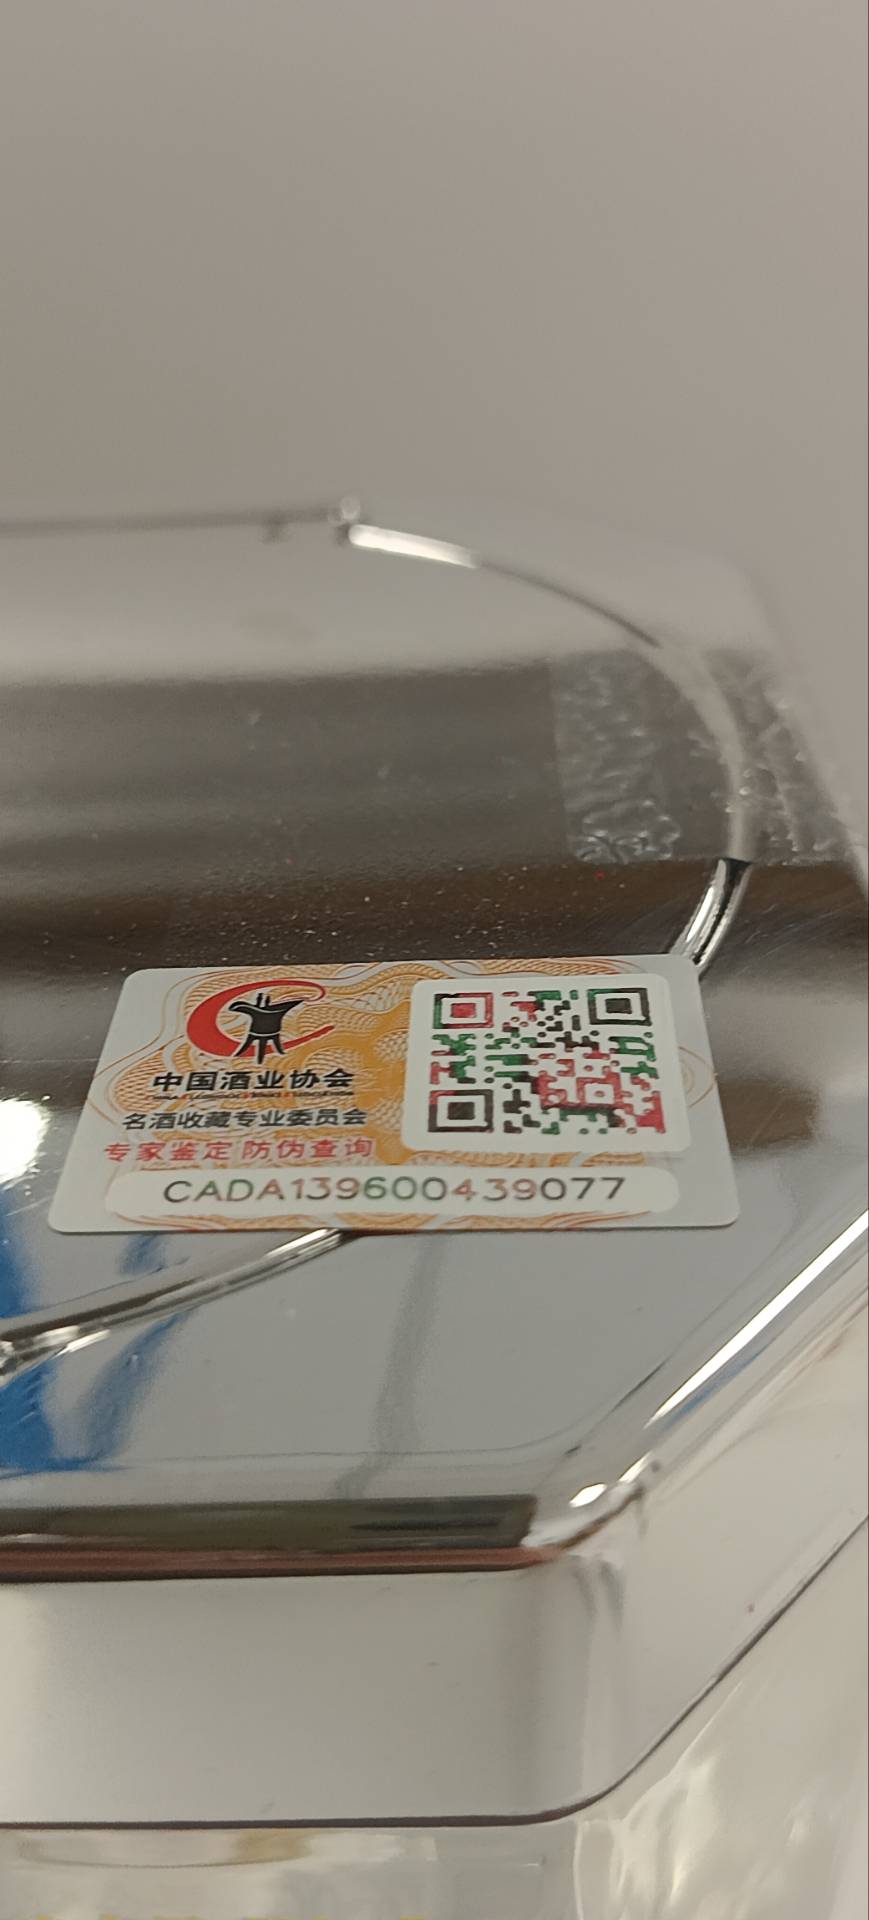 中国酒业协会
名酒收藏专业委员会
专家鉴定 防伪查询
CADA139600439077